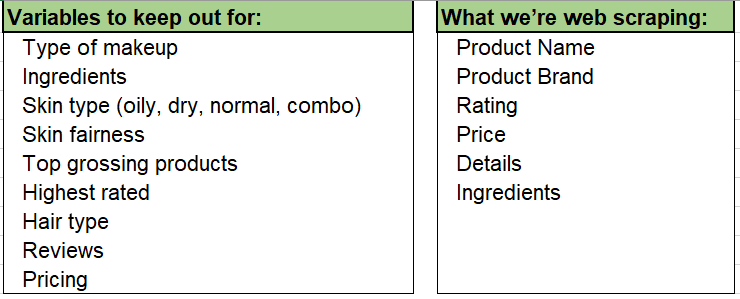 Variables to keep out for:
Type of makeup
Ingredients
Skin type (oily, dry, normal, combo)
Skin fairness
Top grossing products
Highest rated
Hair type
Reviews
Pricing
What we’re web scraping:
Product Name
Product Brand
Rating
Price
Details
Ingredients